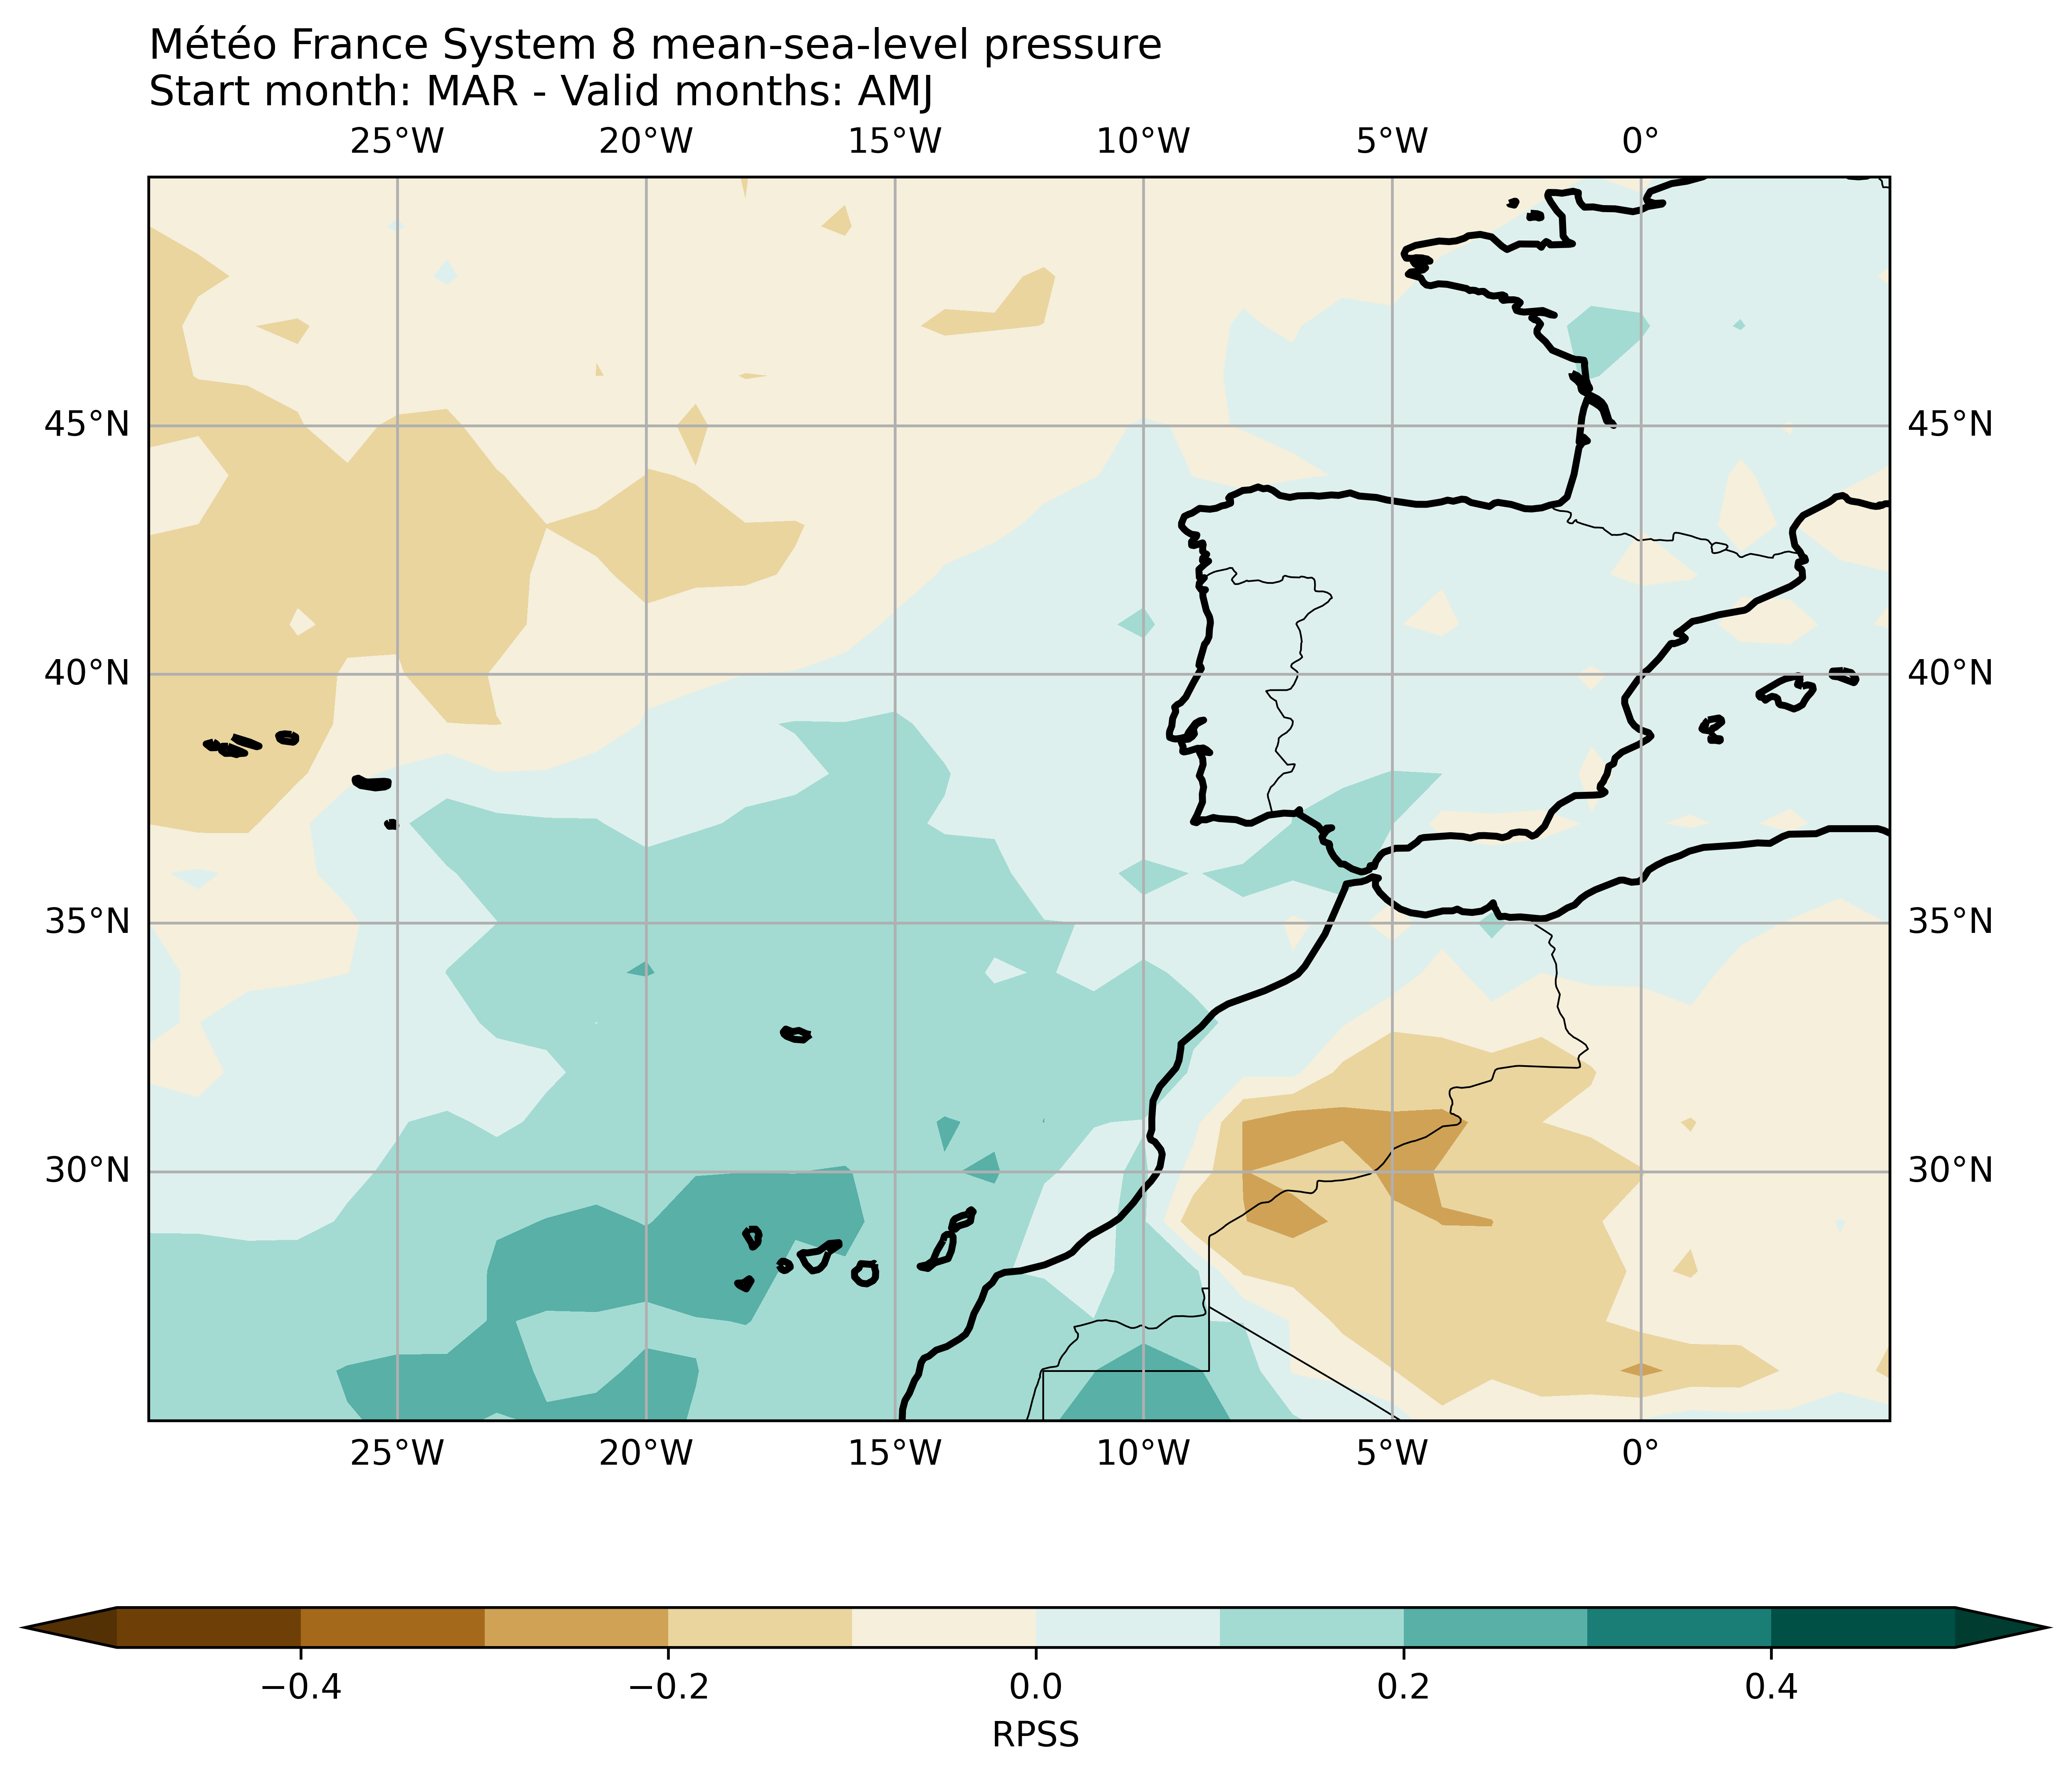 Météo France System 8 mean-sea-level pressure
Start month: MAR - Valid months: AMJ
25°W 20°W 15°W 10°W 5°W 0°
45°N 45°N
40°N 40°N
35°N 35°N
30°N 30°N
25°W 20°W 15°W 10°W 5°W 0°
−0.4 −0.2 0.0 0.2 0.4
RPSS